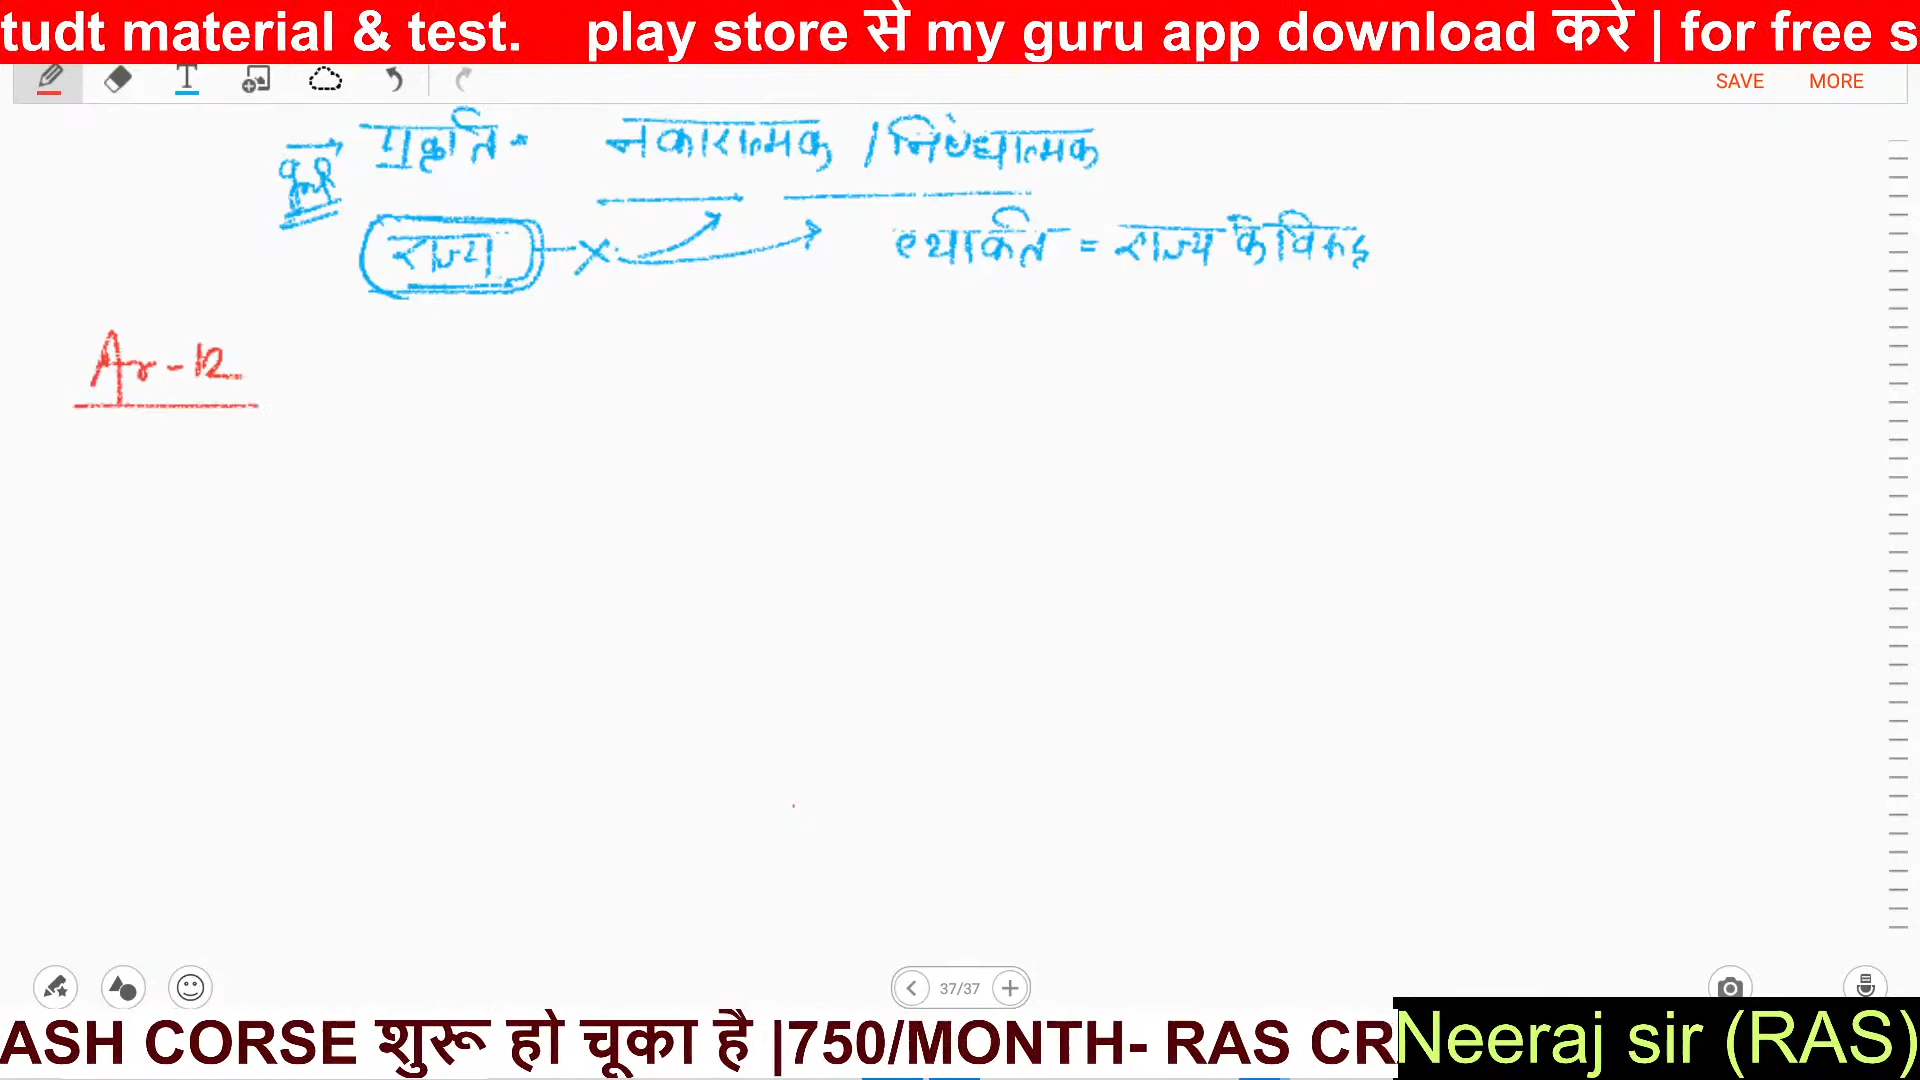 tudt material & test. play store से my guru app download करे | for free s
SAVE MORE
प्रकृति - नकारात्मक / निषेधात्मक
राज्य × व्यक्ति = राज्य के विरुद्ध
Ar-12
37/37
ASH CORSE शुरू हो चूका है |750/MONTH- RAS CR
Neeraj sir (RAS)